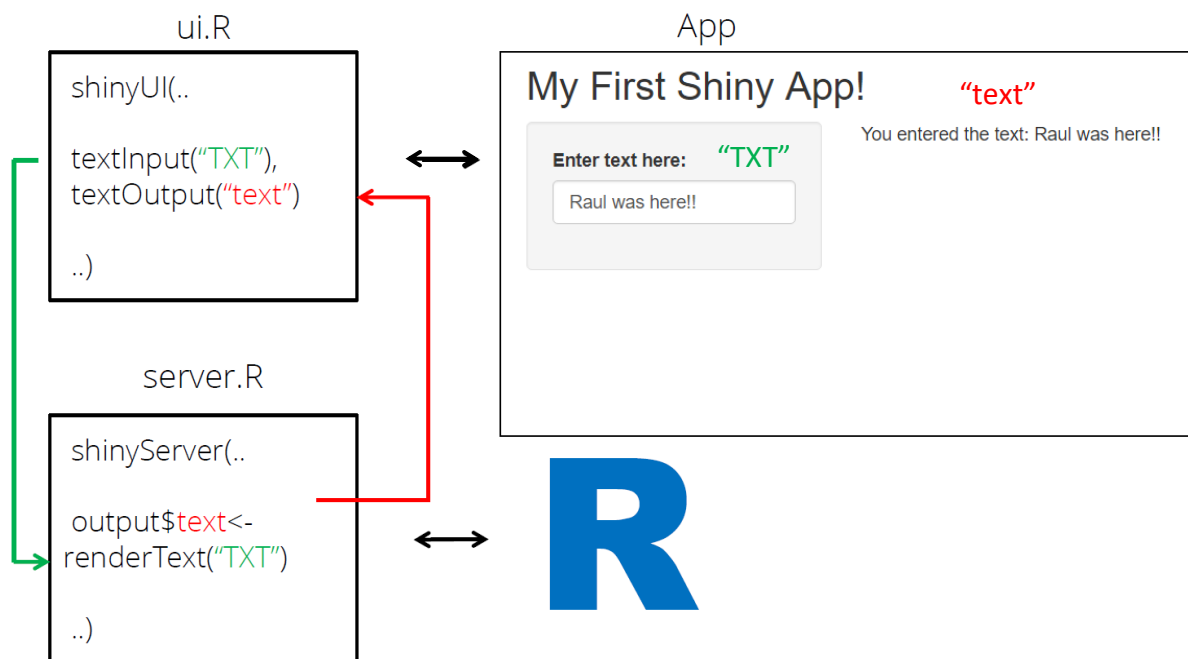 ui.R
shinyUI(..
textInput(“TXT”),
textOutput(“text”)
..)
server.R
shinyServer(..
output$text<-
renderText(“TXT”)
..)
App
My First Shiny App!
“text”
You entered the text: Raul was here!!
Enter text here:
“TXT”
Raul was here!!
R